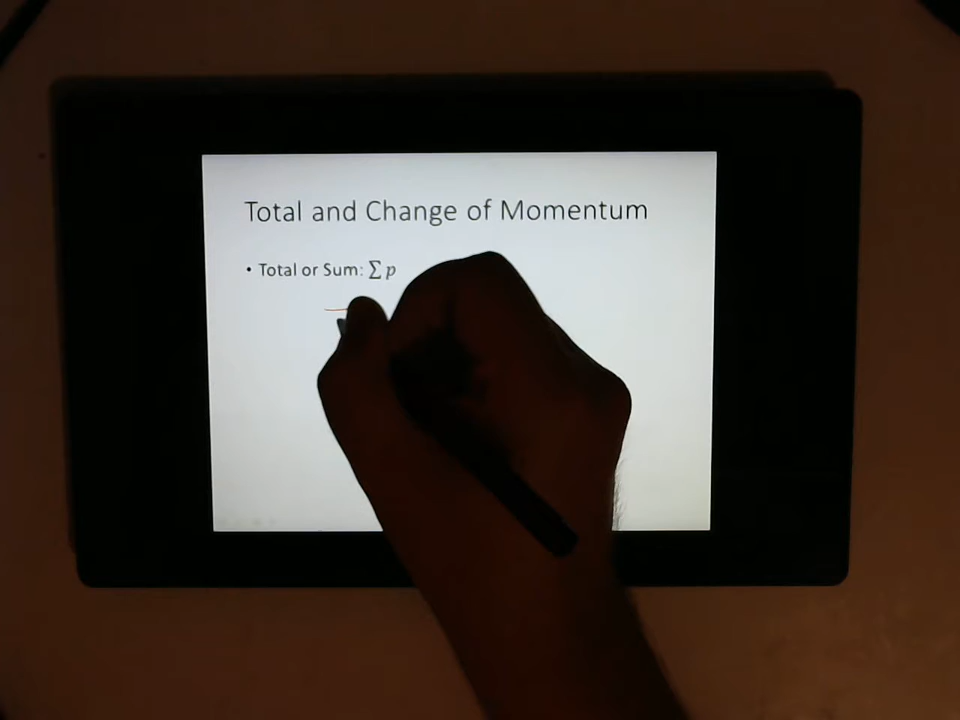 Total and Change of Momentum
• Total or Sum: ∑ p